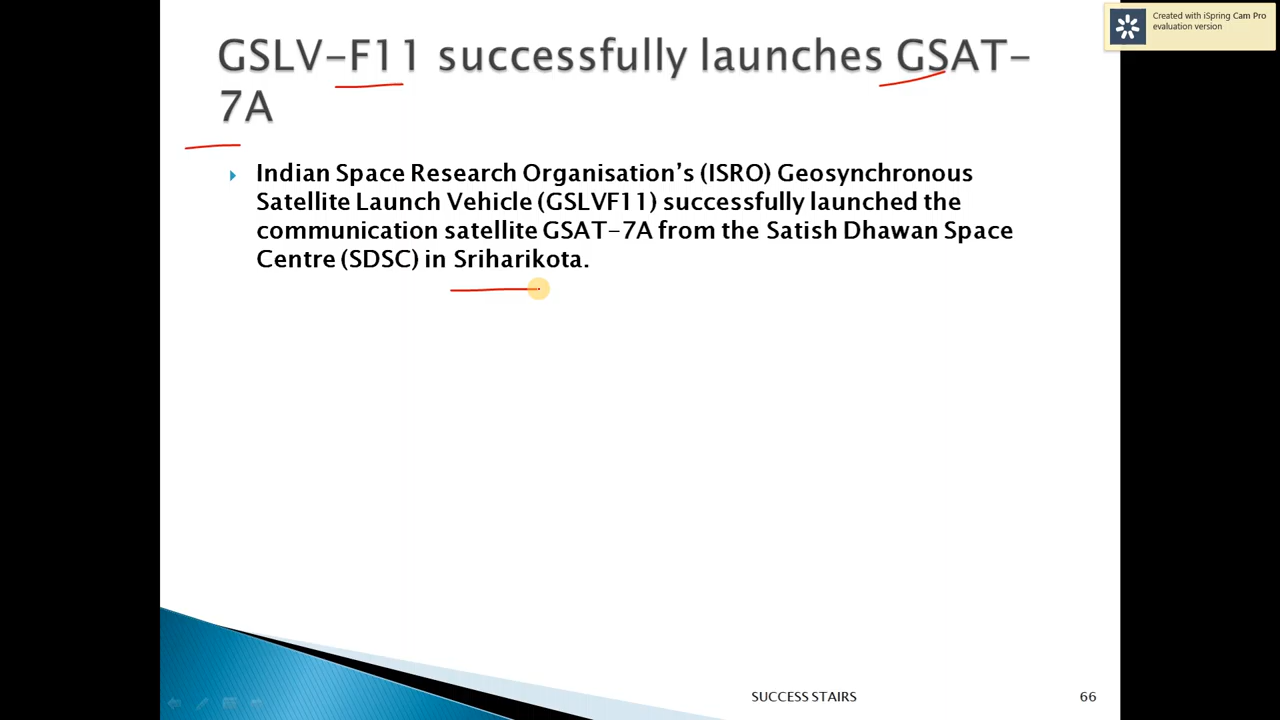 Created with iSpring Cam Pro
evaluation version
GSLV-F11 successfully launches GSAT-
7A
Indian Space Research Organisation’s (ISRO) Geosynchronous
Satellite Launch Vehicle (GSLVF11) successfully launched the
communication satellite GSAT-7A from the Satish Dhawan Space
Centre (SDSC) in Sriharikota.
SUCCESS STAIRS
66